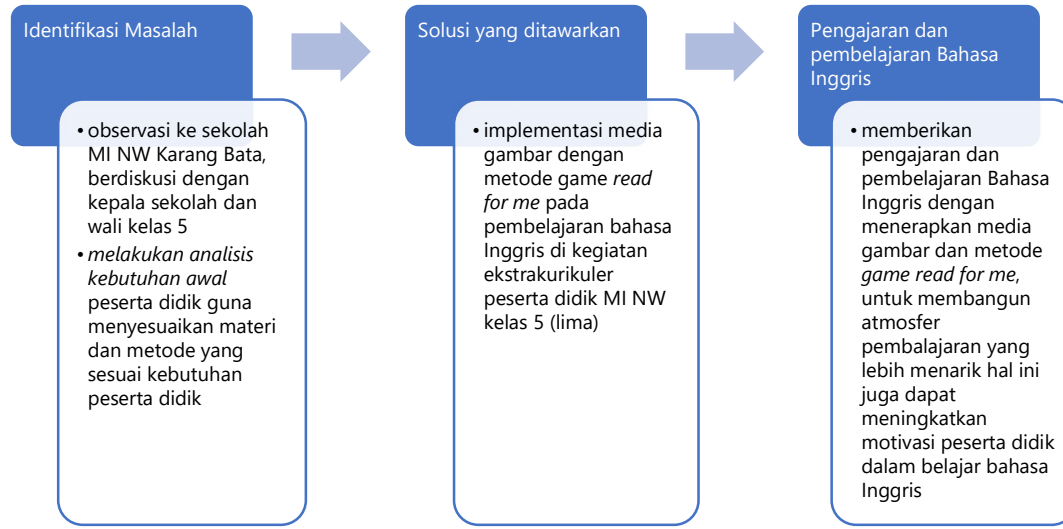 Identifikasi Masalah
• observasi ke sekolah
MI NW Karang Bata,
berdiskusi dengan
kepala sekolah dan
wali kelas 5
• melakukan analisis
kebutuhan awal
peserta didik guna
menyesuaikan materi
dan metode yang
sesuai kebutuhan
peserta didik
Solusi yang ditawarkan
• implementasi media
gambar dengan
metode game read
for me pada
pembelajaran bahasa
Inggris di kegiatan
ekstrakurikuler
peserta didik MI NW
kelas 5 (lima)
Pengajaran dan
pembelajaran Bahasa
Inggris
• memberikan
pengajaran dan
pembelajaran Bahasa
Inggris dengan
menerapkan media
gambar dan metode
game read for me,
untuk membangun
atmosfer
pembalajaran yang
lebih menarik hal ini
juga dapat
meningkatkan
motivasi peserta didik
dalam belajar bahasa
Inggris